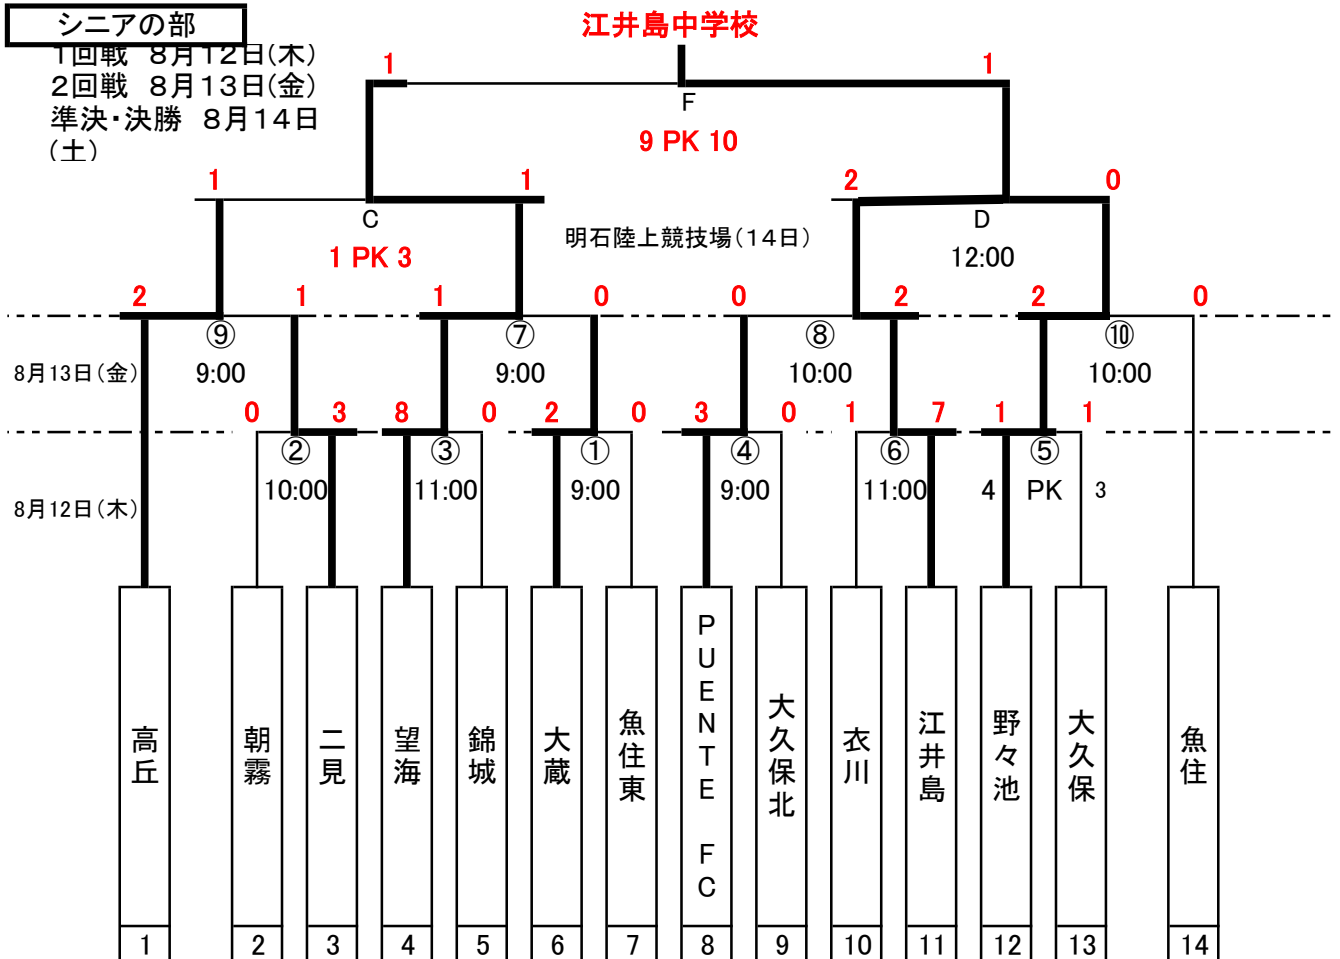 シニアの部
江井島中学校
1回戦 8月12日(木)
2回戦 8月13日(金)
準決・決勝 8月14日
(土)
1 1
F
9 PK 10
1 1 2 0
C D
明石陸上競技場(14日)
1 PK 3 12:00
2 1 1 0 0 2 2 0
⑨ ⑦ ⑧ ⑩
8月13日(金) 9:00 9:00 10:00 10:00
0 3 8 0 2 0 3 0 1 7 1 1
② ③ ① ④ ⑥ ⑤
8月12日(木) 10:00 11:00 9:00 9:00 11:00 4 PK 3
高丘
朝霧
二見
望海
錦城
大蔵
魚住東
PUENTE FC
大久保北
衣川
江井島
野々池
大久保
魚住
1 2 3 4 5 6 7 8 9 10 11 12 13 14